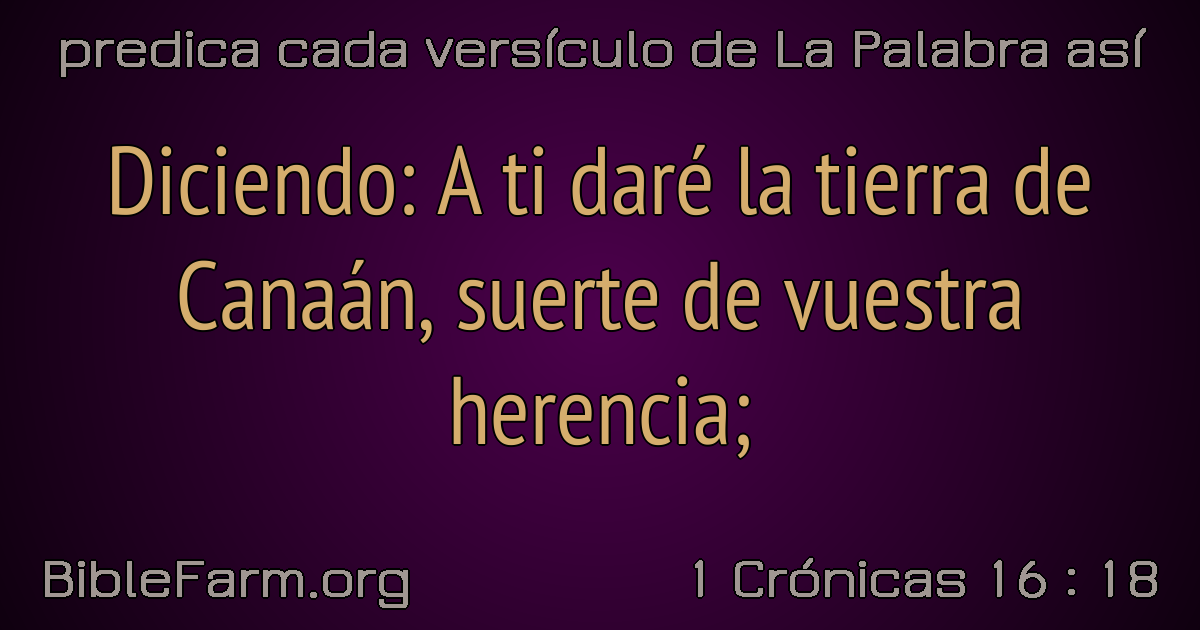 predica cada versículo de La Palabra así
Diciendo: A ti daré la tierra de
Canaán, suerte de vuestra
herencia;
BibleFarm.org
1 Crónicas 16 : 18